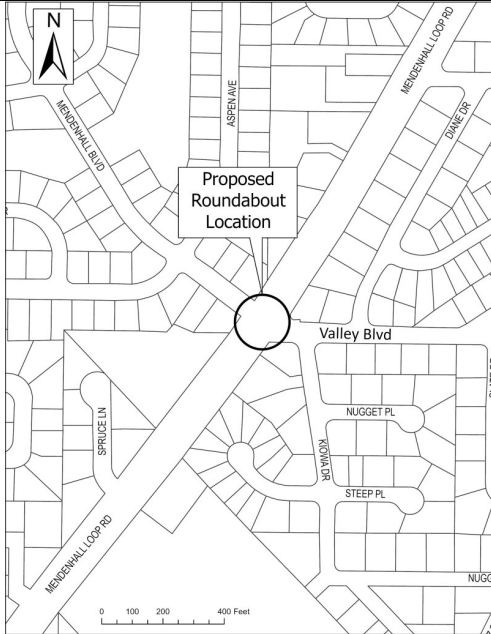 N
MENDENHALL LOOP RD
ASPEN AVE
MENDENHALL BLVD
DIANE DR
Proposed
Roundabout
Location
Valley Blvd
NUGGET PL
SPRUCE LN
KIOWA DR
STEEP PL
MENDENHALL LOOP RD
NUGG
0 100 200 400 Feet